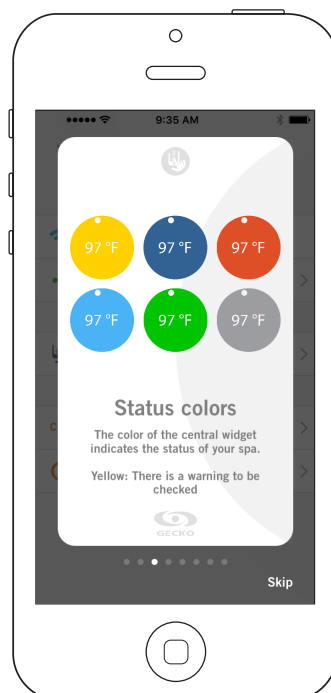 9:35 AM
97 °F 97 °F 97 °F
97 °F 97 °F 97 °F
Status colors
The color of the central widget
indicates the status of your spa.
Yellow: There is a warning to be
checked
GECKO
Skip